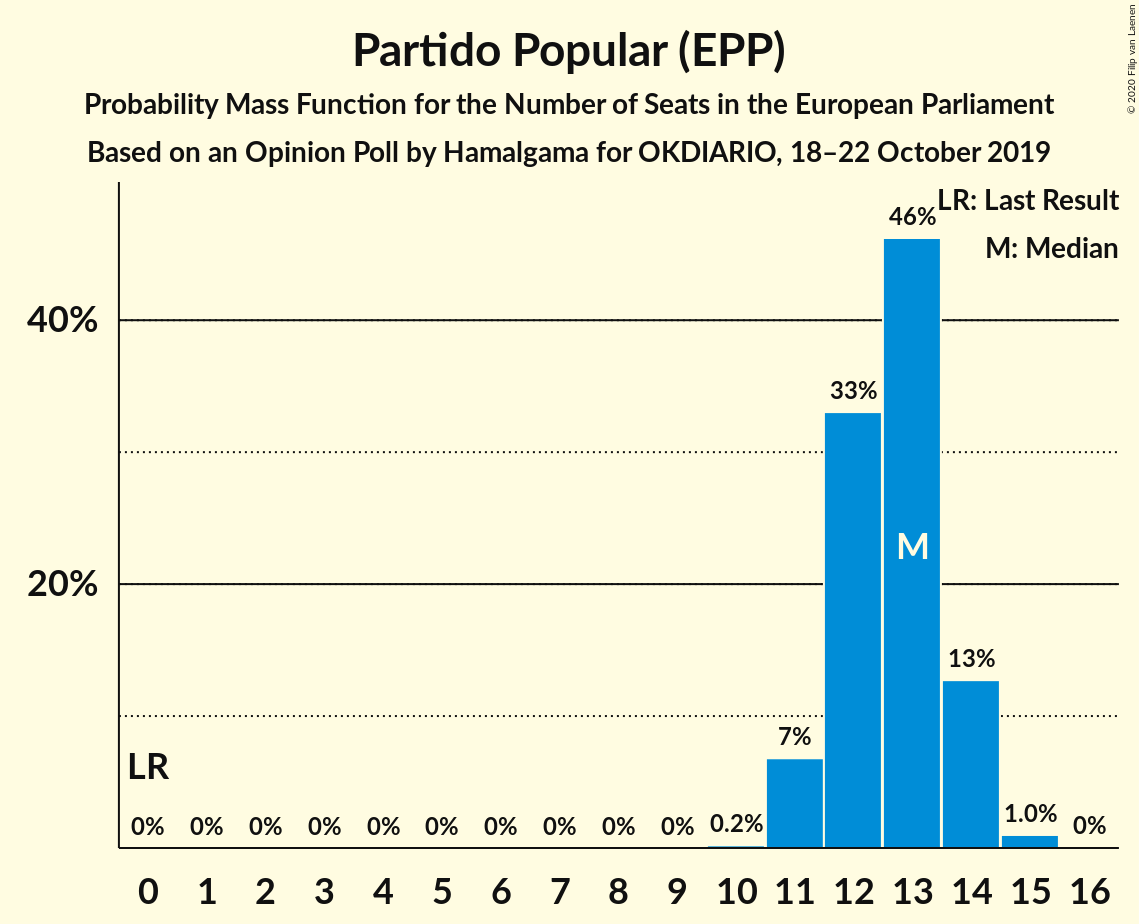 Partido Popular (EPP)
Probability Mass Function for the Number of Seats in the European Parliament
Based on an Opinion Poll by Hamalgama for OKDIARIO, 18–22 October 2019
© 2020 Filip van Laenen
LR: Last Result
M: Median
46%
40%
33%
M
20%
13%
7%
LR
0% 0% 0% 0% 0% 0% 0% 0% 0% 0% 0.2% 1.0% 0%
0 1 2 3 4 5 6 7 8 9 10 11 12 13 14 15 16